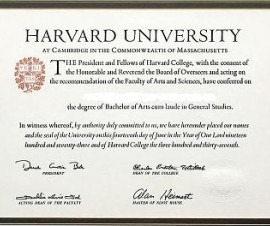 HARVARD UNIVERSITY
AT CAMBRIDGE IN THE COMMONWEALTH OF MASSACHUSETTS
THE President and Fellows of Harvard College, with the consent of
the Honorable and Reverend the Board of Overseers and acting on
the recommendation of the Faculty of Arts and Sciences, have conferred on
the degree of Bachelor of Arts cum laude in General Studies.
In witness whereof, by authority duly committed to us, we have hereunder placed our names
and the seal of the University on this fourteenth day of June in the Year of Our Lord nineteen
hundred and seventy-three and of Harvard College the three hundred and thirty-seventh.
PRESIDENT
DEAN OF THE COLLEGE
ACTING DEAN OF THE FACULTY
Alan Heimert
MASTER OF
HOUSE